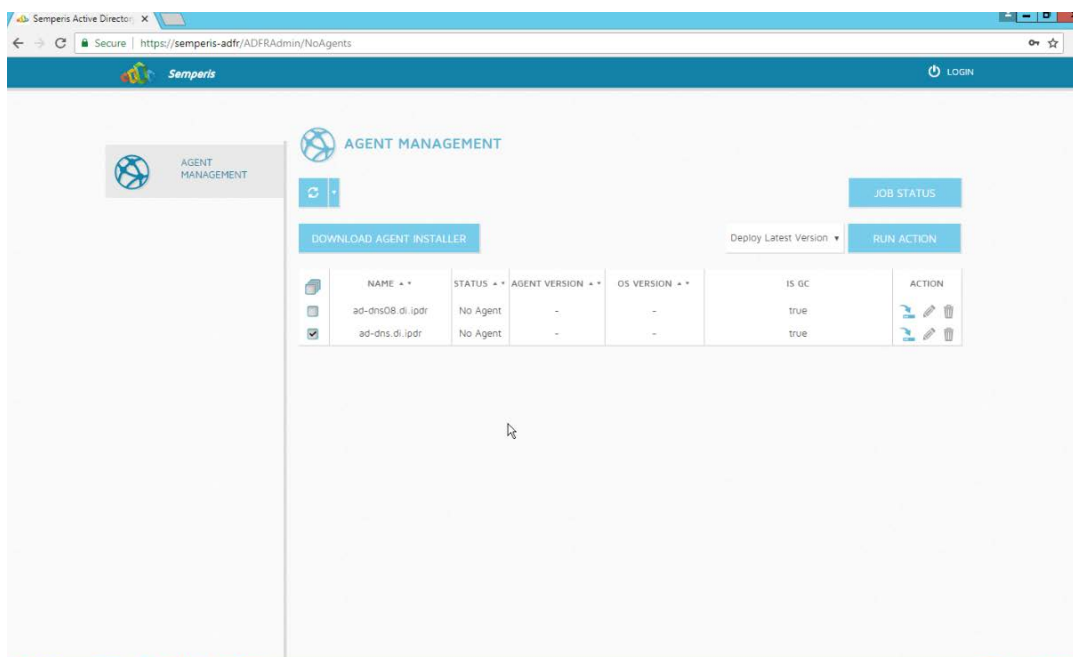 Semperis Active Director
Secure | https://semperis-adfr/ADFRAdmin/NoAgents
Semperis
LOGIN
AGENT MANAGEMENT
AGENT
MANAGEMENT
JOB STATUS
DOWNLOAD AGENT INSTALLER
Deploy Latest Version
RUN ACTION
NAME STATUS AGENT VERSION OS VERSION IS GC ACTION
ad-dns08.di.ipdr No Agent - - true
ad-dns.di.ipdr No Agent - - true